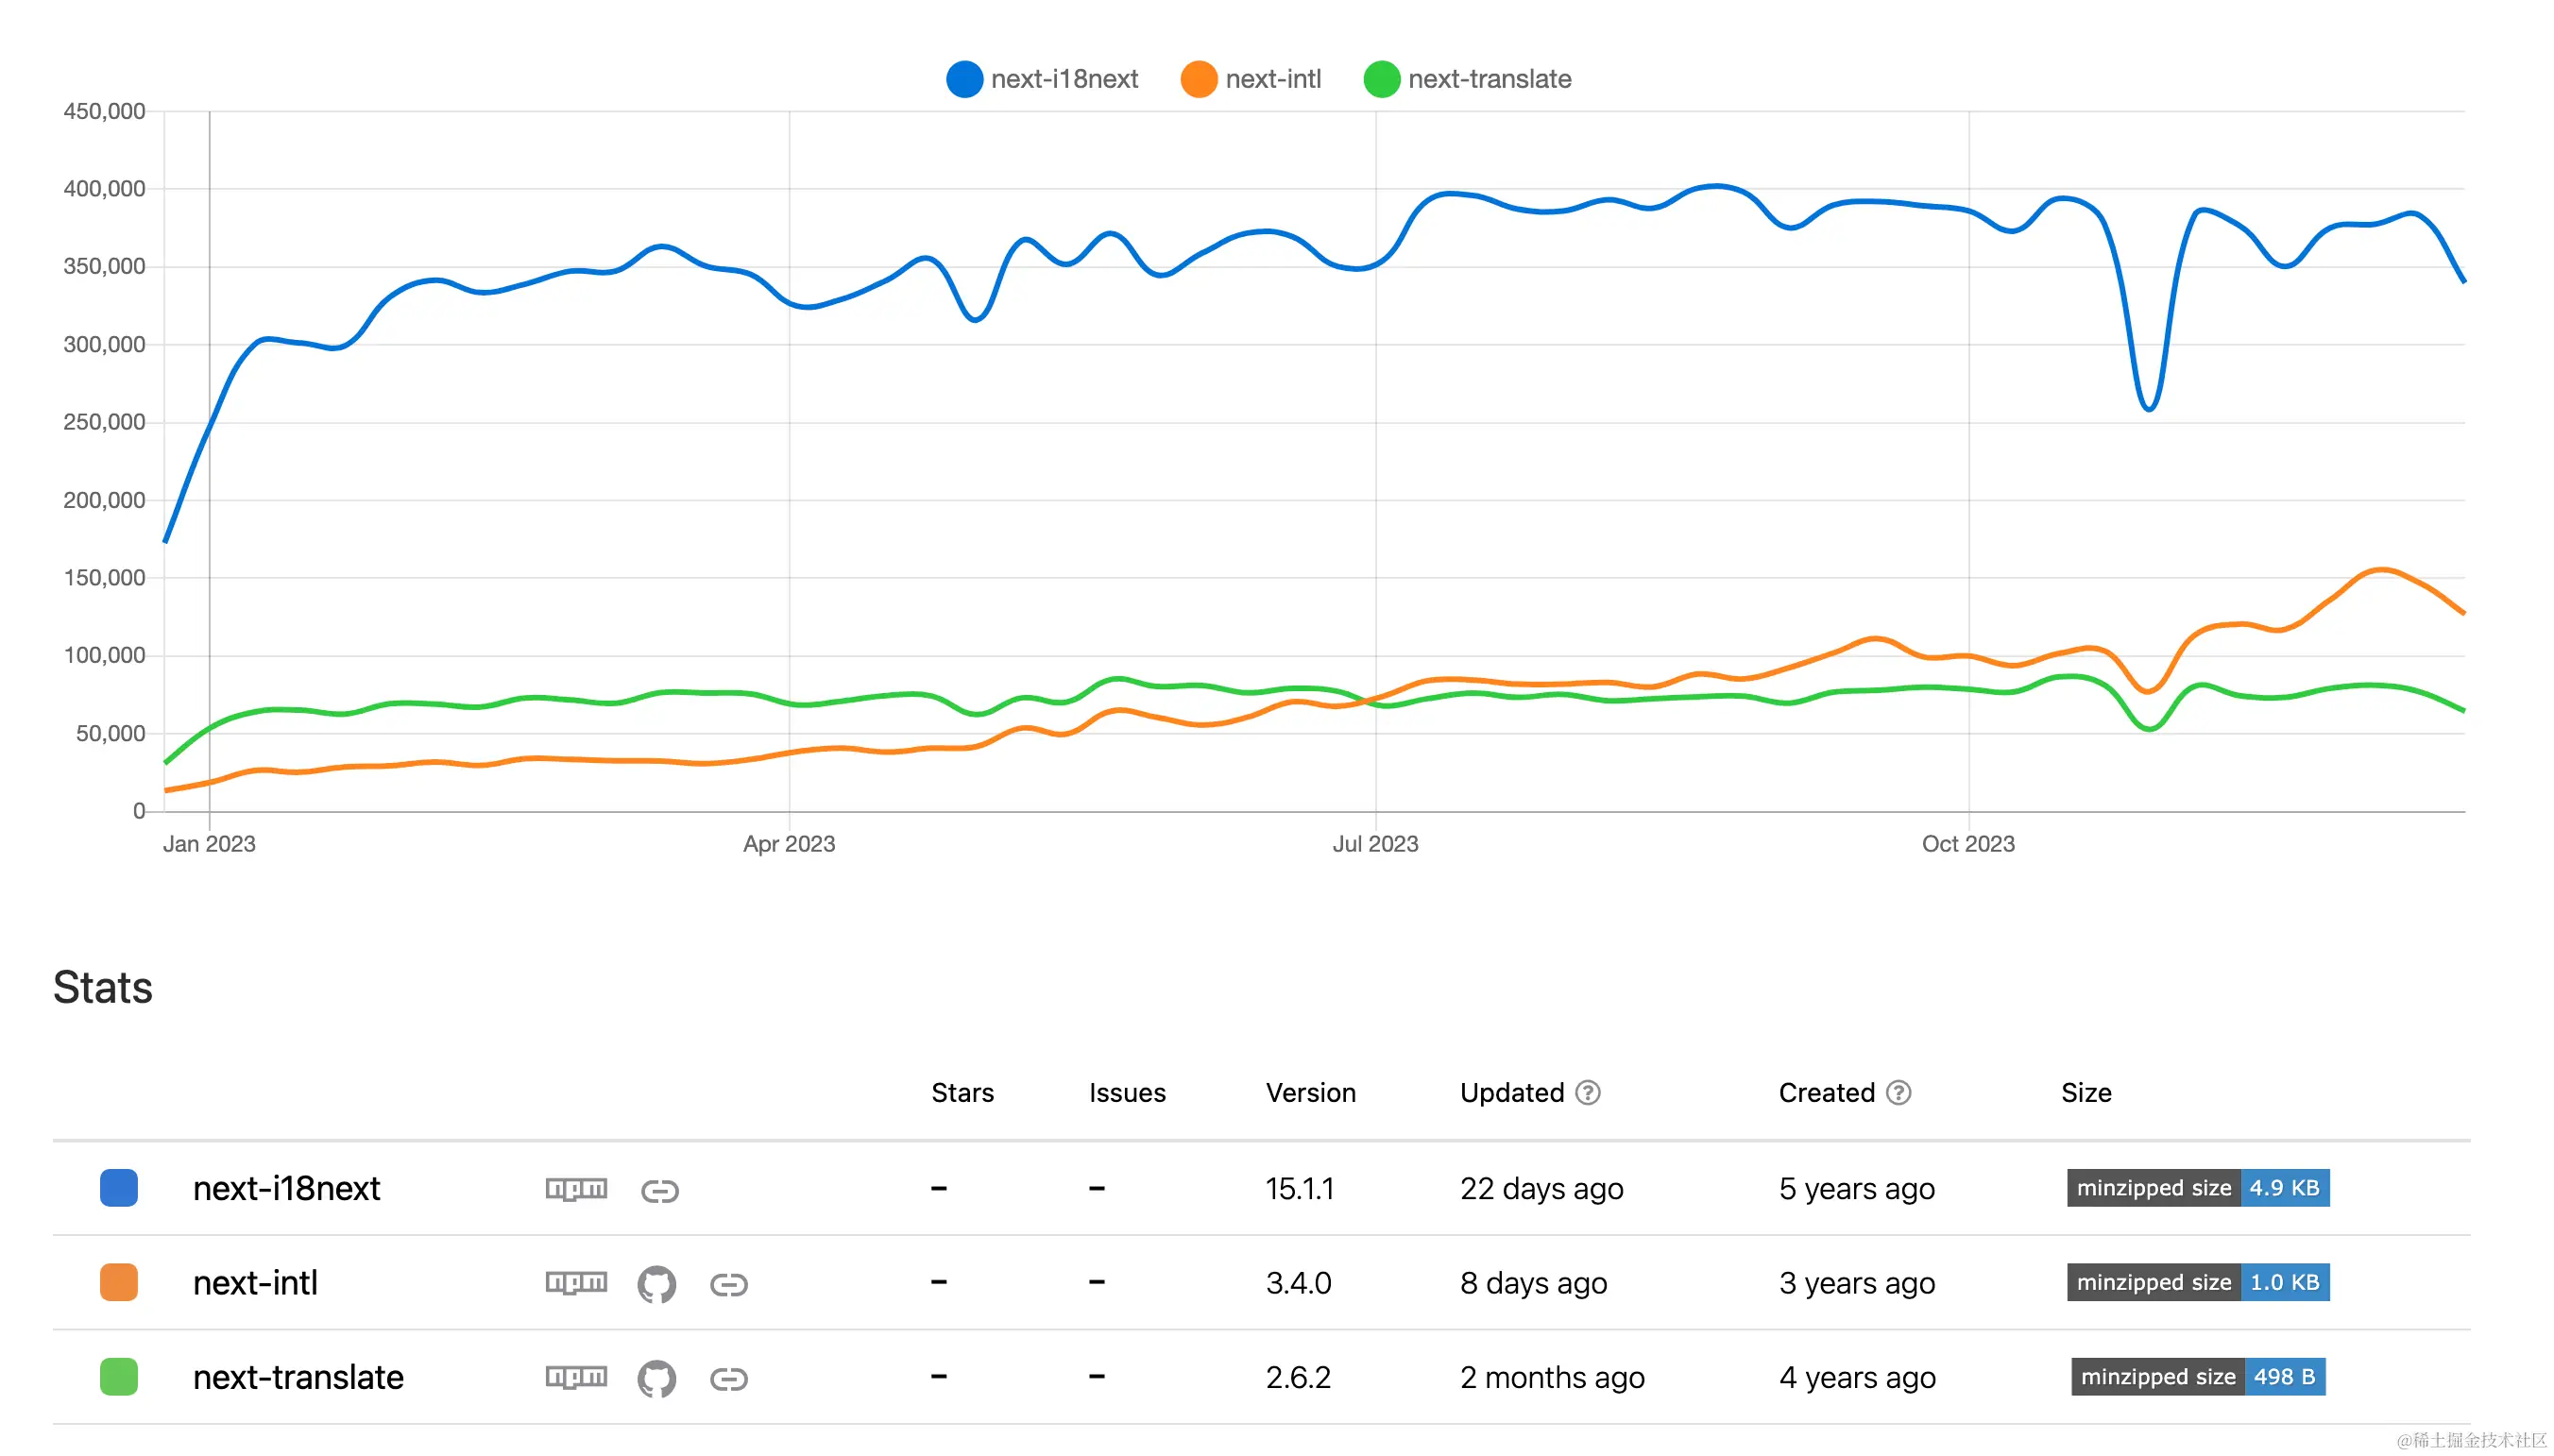 next-i18next next-intl next-translate
450,000
400,000
350,000
300,000
250,000
200,000
150,000
100,000
50,000
0
Jan 2023 Apr 2023 Jul 2023 Oct 2023
Stats
Stars Issues Version Updated ? Created ? Size
next-i18next npm – – 15.1.1 22 days ago 5 years ago minzipped size 4.9 KB
next-intl npm – – 3.4.0 8 days ago 3 years ago minzipped size 1.0 KB
next-translate npm – – 2.6.2 2 months ago 4 years ago minzipped size 498 B
@稀土掘金技术社区